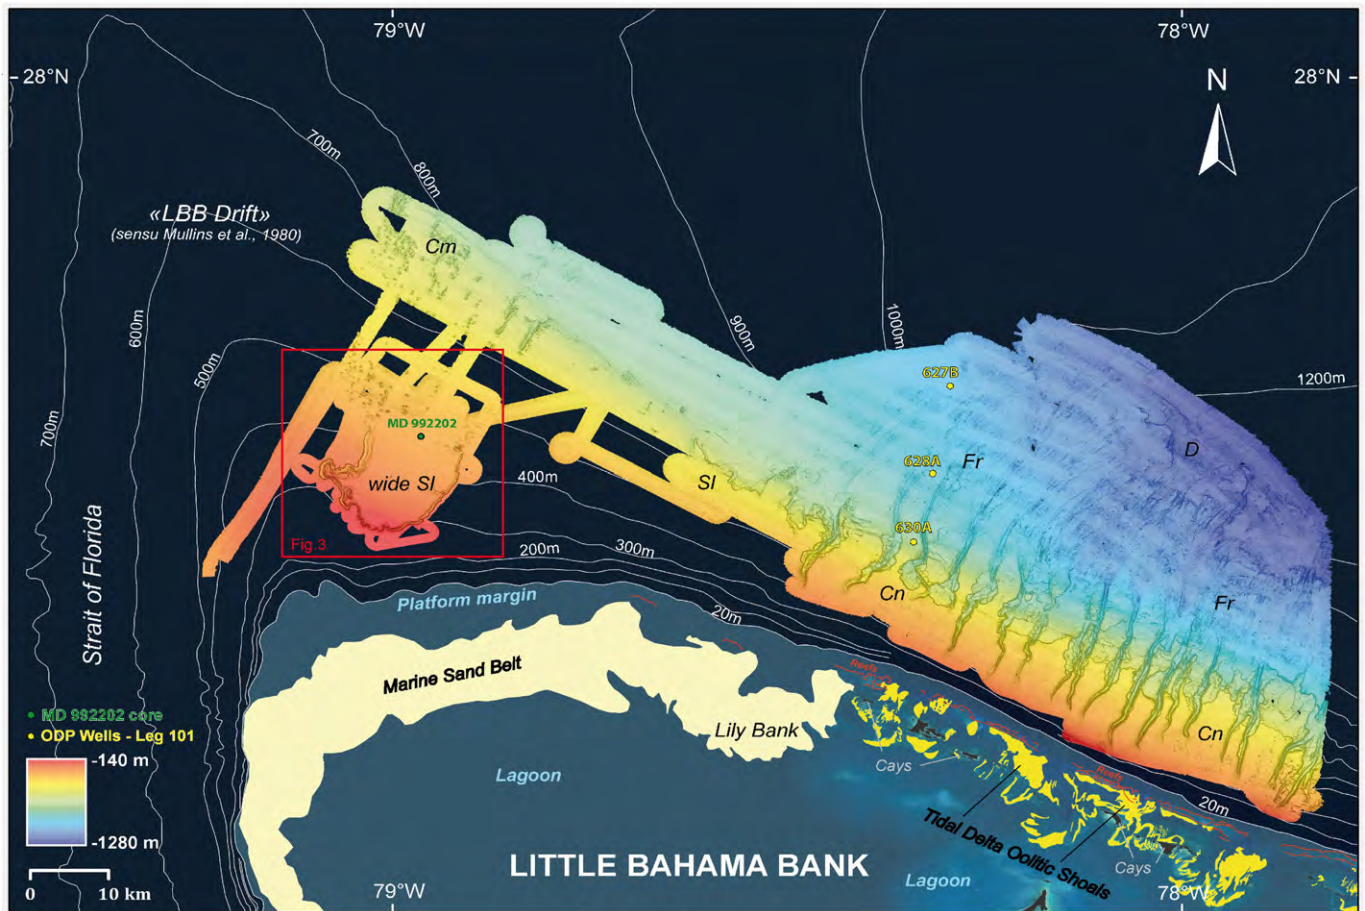 79°W
78°W
28°N
28°N
N
700m
800m
«LBB Drift»
(sensu Mullins et al., 1980)
Cm
600m
900m
1000m
500m
627B
1200m
700m
MD 992202
D
628A
Fr
wide Sl
400m
Sl
630A
Fig.3
300m
200m
Strait of Florida
Cn
Fr
Platform margin
20m
Marine Sand Belt
Reefs
MD 992202 core
Lily Bank
Cn
ODP Wells - Leg 101
-140 m
Cays
Lagoon
Reefs
20m
Tidal Delta Oolitic Shoals
-1280 m
LITTLE BAHAMA BANK
Cays
Lagoon
0 10 km
79°W
78°W